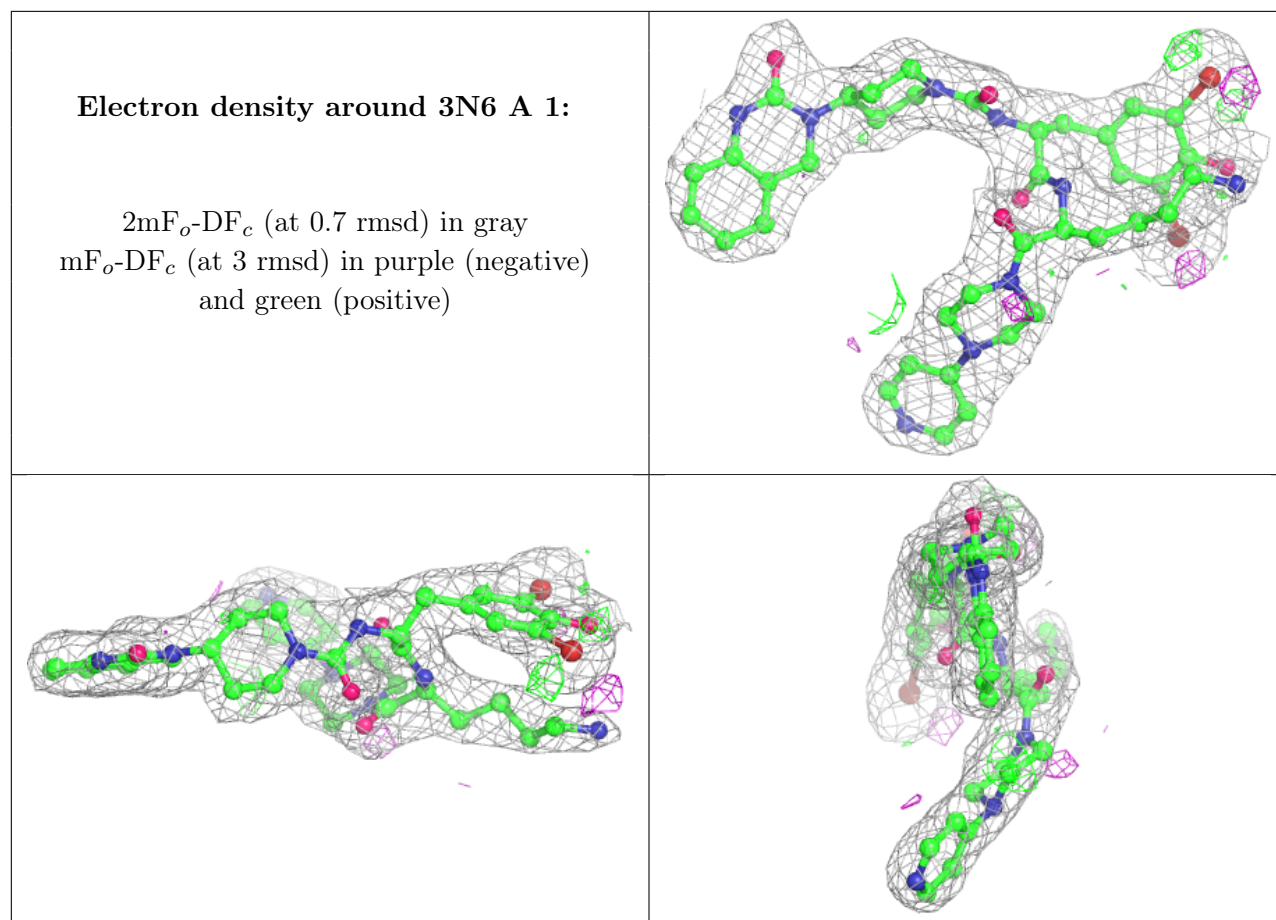 Electron density around 3N6 A 1:
2mFo-DFc (at 0.7 rmsd) in gray
mFo-DFc (at 3 rmsd) in purple (negative)
and green (positive)